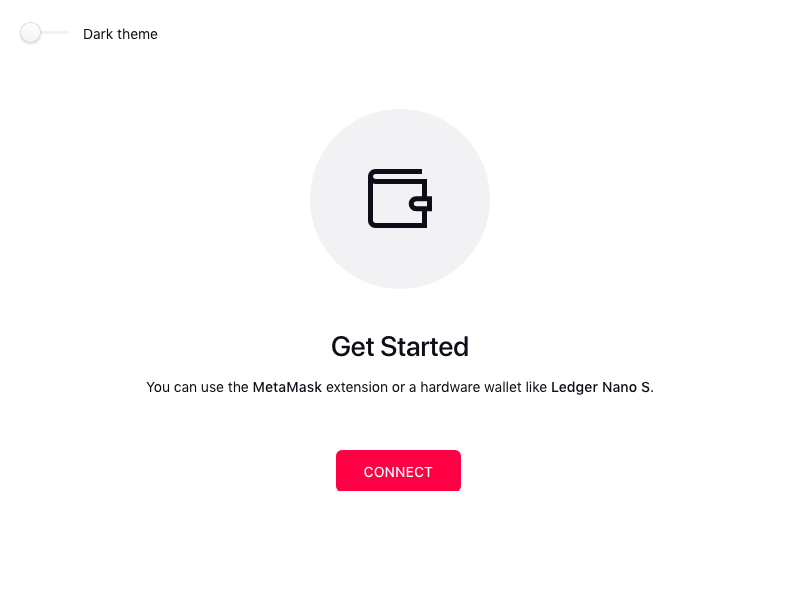 Dark theme
Get Started
You can use the MetaMask extension or a hardware wallet like Ledger Nano S.
CONNECT